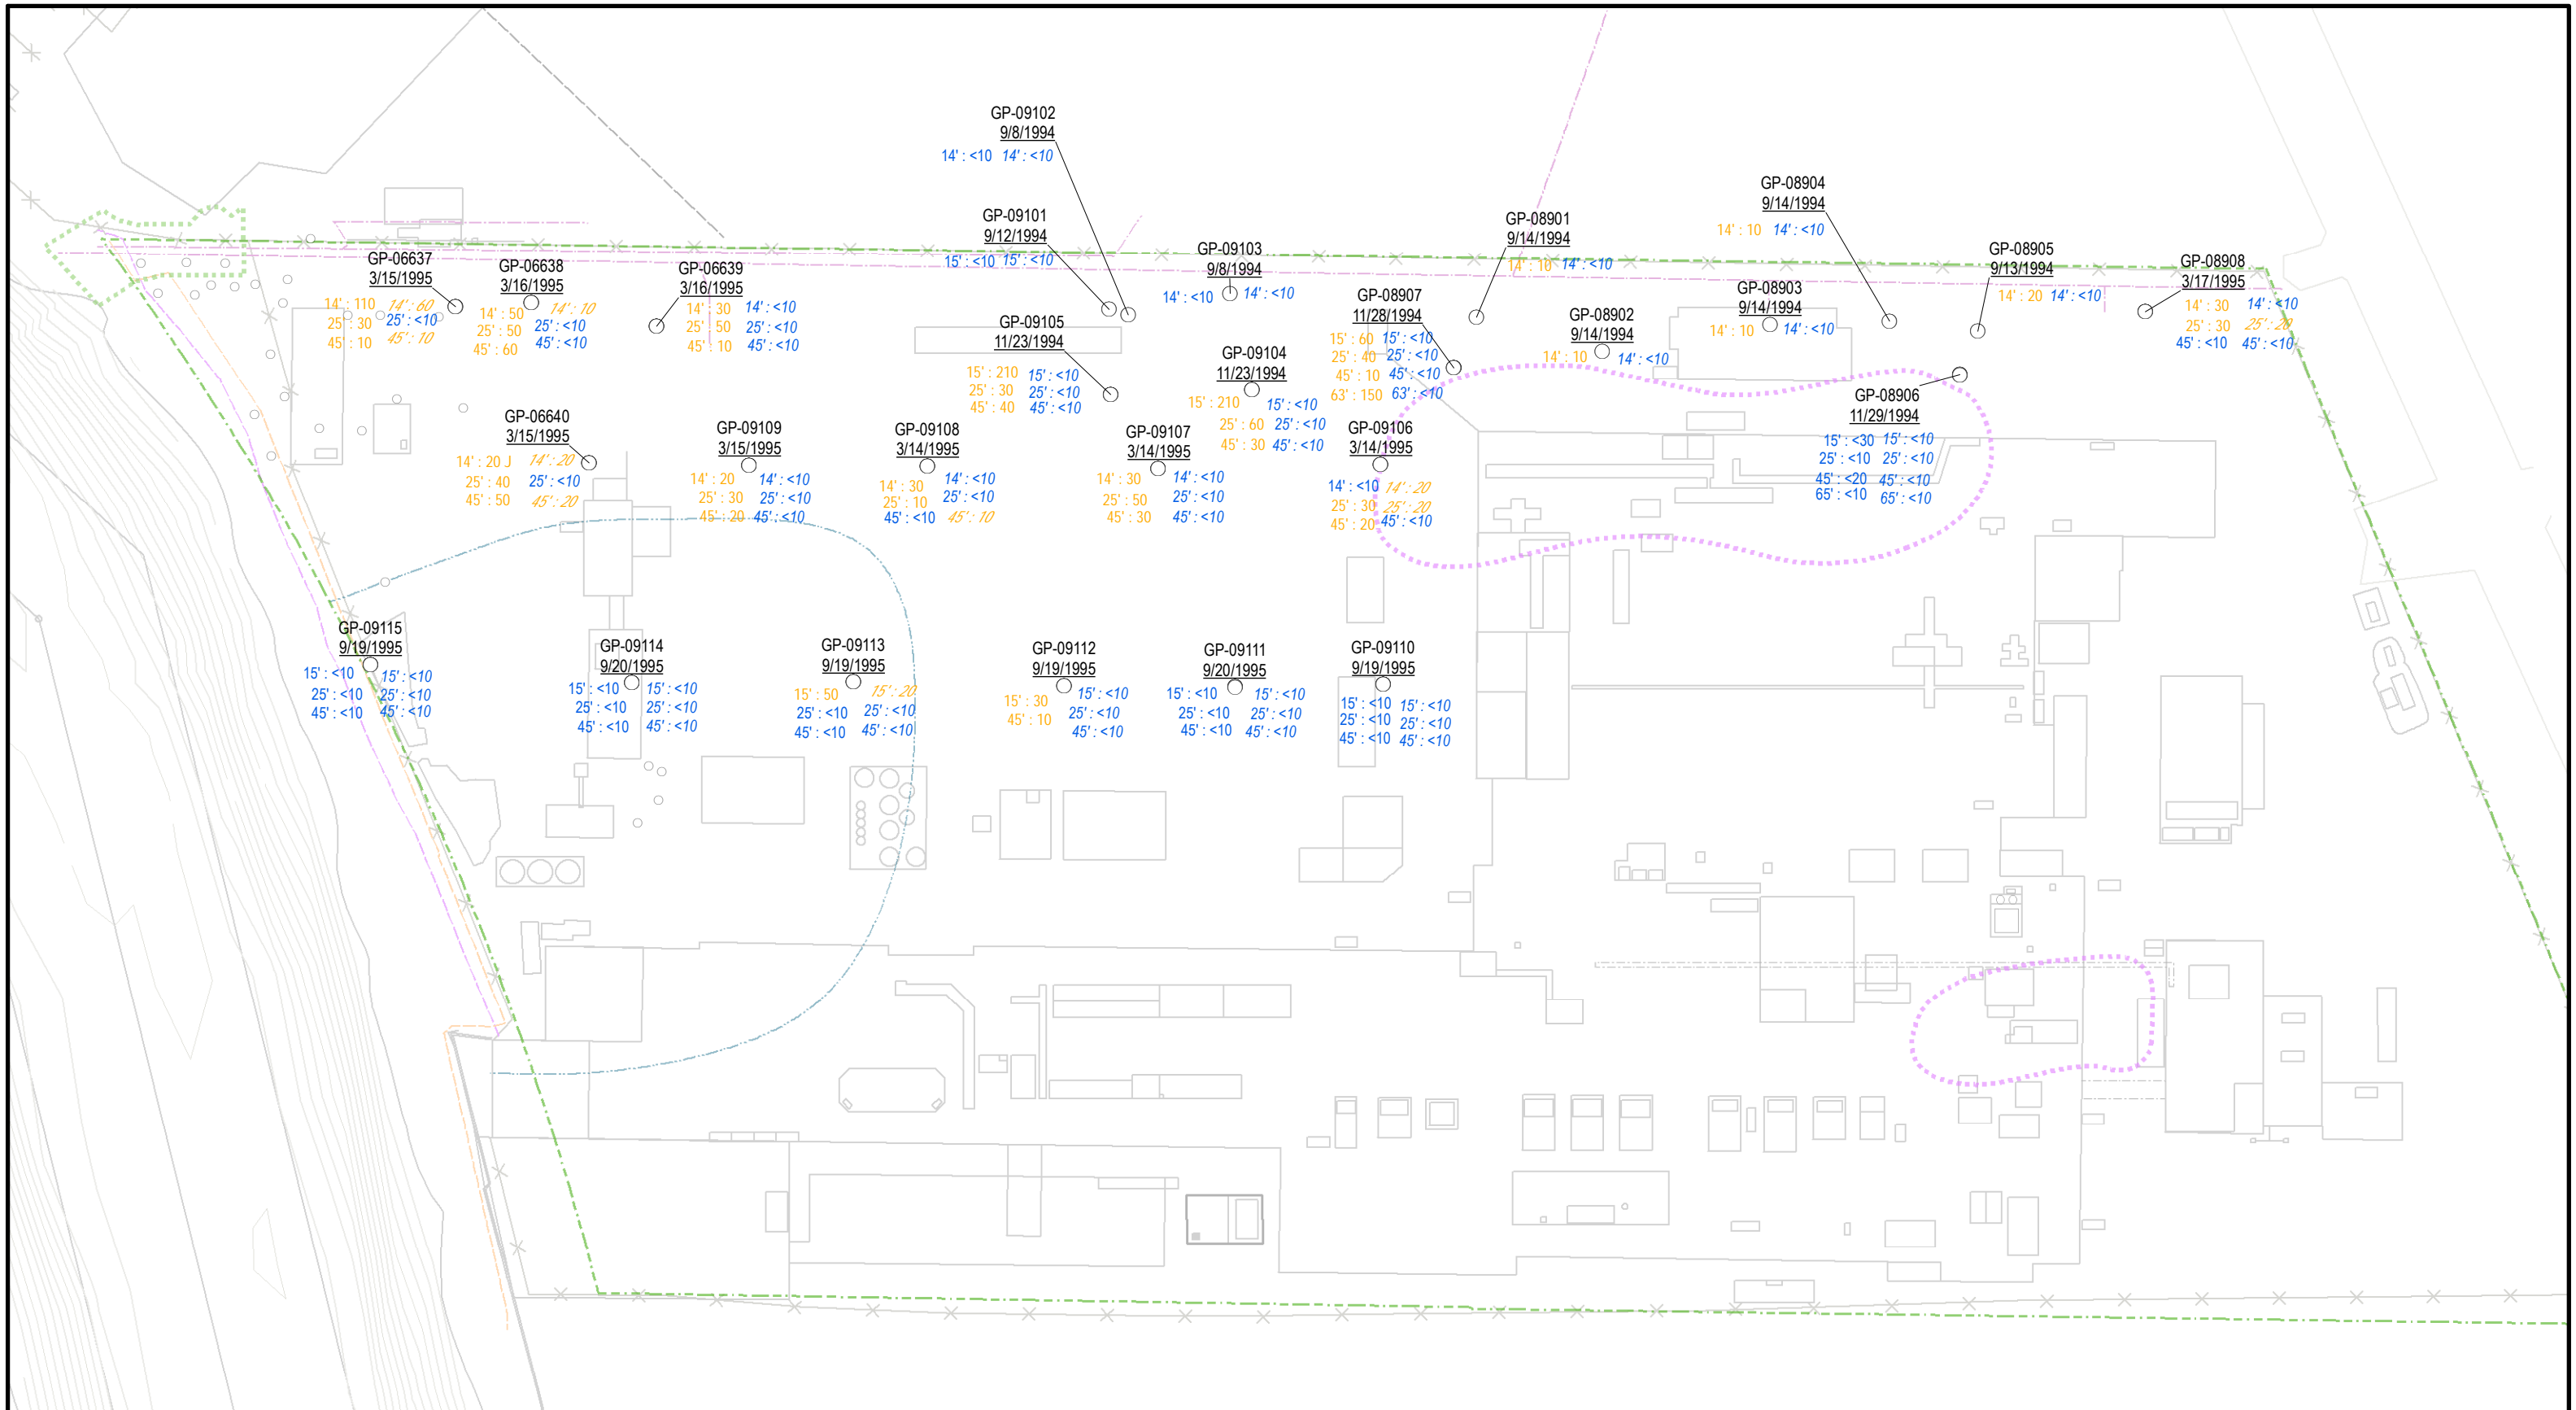 GP-09102
9/8/1994
14' : <10 14' : <10
GP-08904
9/14/1994
14' : 10 14' : <10
GP-09101
9/12/1994
15' : <10 15' : <10
GP-08901
9/14/1994
14' : 10 14' : <10
GP-09103
9/8/1994
14' : <10 14' : <10
GP-08905
9/13/1994
14' : 20 14' : <10
GP-06637
3/15/1995
14' : 110 14' : 60
25' : 30 25' : <10
45' : 10 45' : 10
GP-06638
3/16/1995
14' : 50 14' : 10
25' : 50 25' : <10
45' : 60 45' : <10
GP-06639
3/16/1995
14' : 30 14' : <10
25' : 50 25' : <10
45' : 10 45' : <10
GP-08908
3/17/1995
14' : 30 14' : <10
25' : 30 25' : 20
45' : <10 45' : <10
GP-08907
11/28/1994
15' : 60 15' : <10
25' : 40 25' : <10
45' : 10 45' : <10
63' : 150 63' : <10
GP-08903
9/14/1994
14' : 10 14' : <10
GP-08902
9/14/1994
14' : 10 14' : <10
GP-09105
11/23/1994
15' : 210 15' : <10
25' : 30 25' : <10
45' : 40 45' : <10
GP-09104
11/23/1994
15' : 210 15' : <10
25' : 60 25' : <10
45' : 30 45' : <10
GP-08906
11/29/1994
15' : <30 15' : <10
25' : <10 25' : <10
45' : <20 45' : <10
65' : <10 65' : <10
GP-06640
3/15/1995
14' : 20 J 14' : 20
25' : 40 25' : <10
45' : 50 45' : 20
GP-09109
3/15/1995
14' : 20 14' : <10
25' : 30 25' : <10
45' : 20 45' : <10
GP-09108
3/14/1995
14' : 30 14' : <10
25' : 10 25' : <10
45' : <10 45' : 10
GP-09107
3/14/1995
14' : 30 14' : <10
25' : 50 25' : <10
45' : 30 45' : <10
GP-09106
3/14/1995
14' : <10 14' : 20
25' : 30 25' : 20
45' : 20 45' : <10
GP-09115
9/19/1995
15' : <10 15' : <10
25' : <10 25' : <10
45' : <10 45' : <10
GP-09114
9/20/1995
15' : <10 15' : <10
25' : <10 25' : <10
45' : <10 45' : <10
GP-09113
9/19/1995
15' : 50 15' : 20
25' : <10 25' : <10
45' : <10 45' : <10
GP-09112
9/19/1995
15' : 30 15' : <10
45' : 10 25' : <10
45' : <10
GP-09111
9/20/1995
15' : <10 15' : <10
25' : <10 25' : <10
45' : <10 45' : <10
GP-09110
9/19/1995
15' : <10 15' : <10
25' : <10 25' : <10
45' : <10 45' : <10